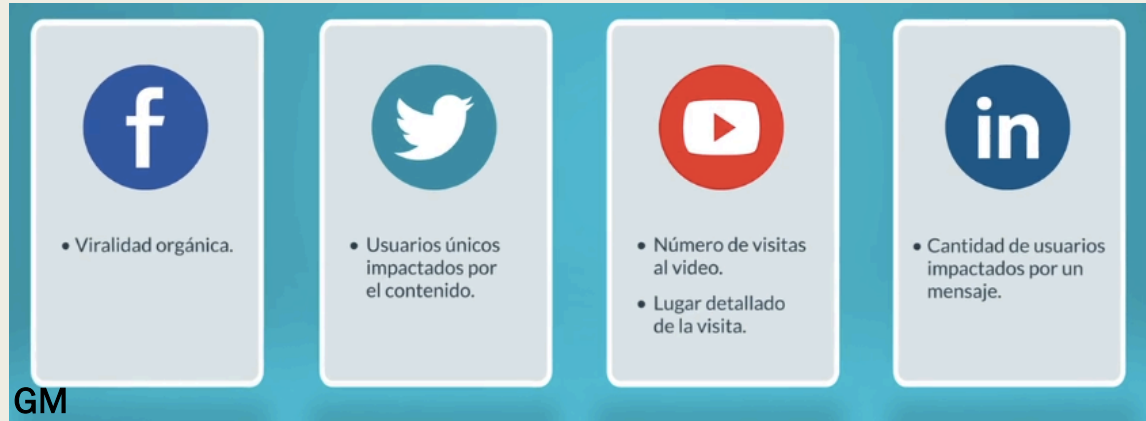 f
in
• Viralidad orgánica.
• Usuarios únicos
impactados por
el contenido.
• Número de visitas
al video.
• Lugar detallado
de la visita.
• Cantidad de usuarios
impactados por un
mensaje.
GM